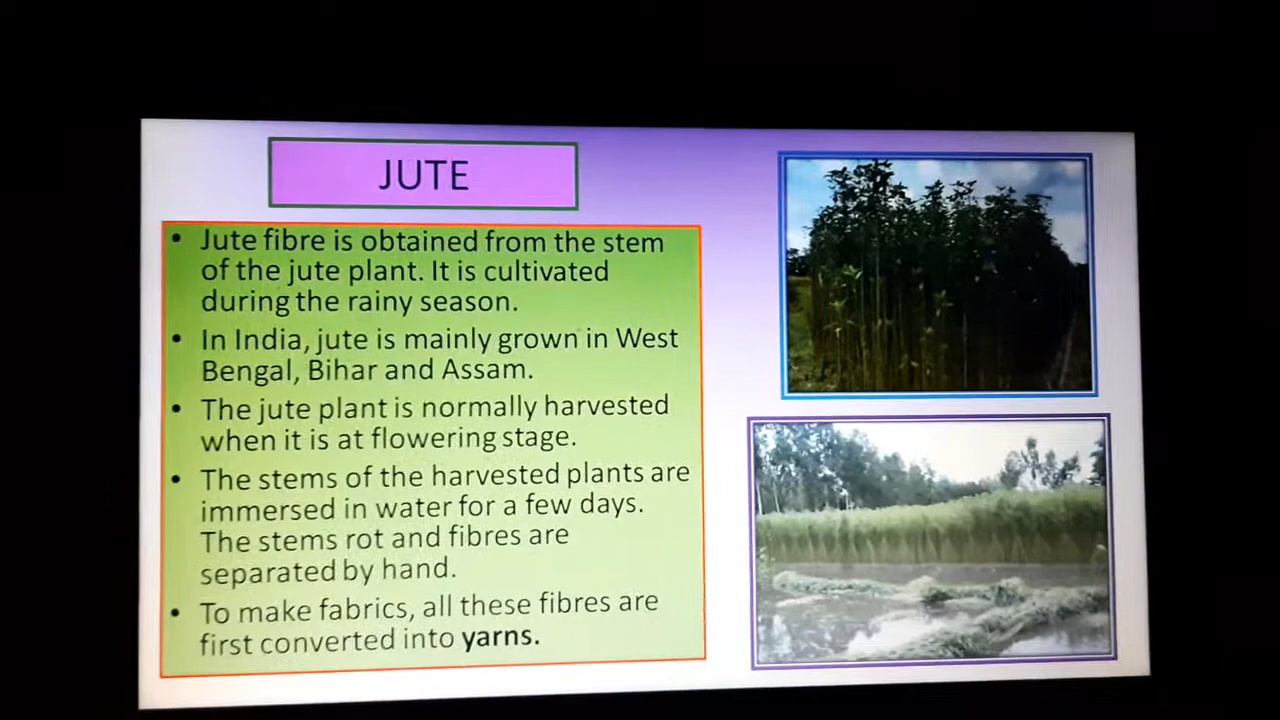 JUTE
• Jute fibre is obtained from the stem
of the jute plant. It is cultivated
during the rainy season.
• In India, jute is mainly grown in West
Bengal, Bihar and Assam.
• The jute plant is normally harvested
when it is at flowering stage.
• The stems of the harvested plants are
immersed in water for a few days.
The stems rot and fibres are
separated by hand.
• To make fabrics, all these fibres are
first converted into yarns.